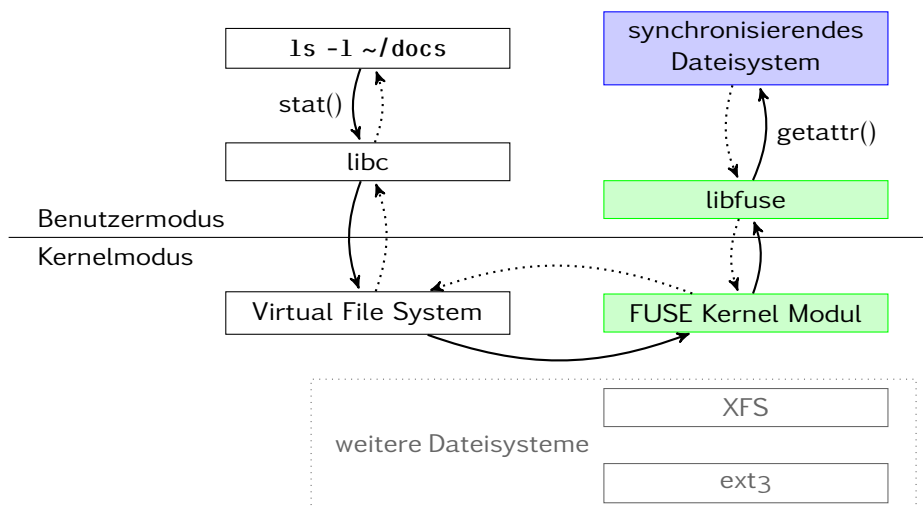 ls -l ~/docs
synchronisierendes
Dateisystem
stat()
getattr()
libc
libfuse
Benutzermodus
Kernelmodus
Virtual File System
FUSE Kernel Modul
weitere Dateisysteme
XFS
ext3